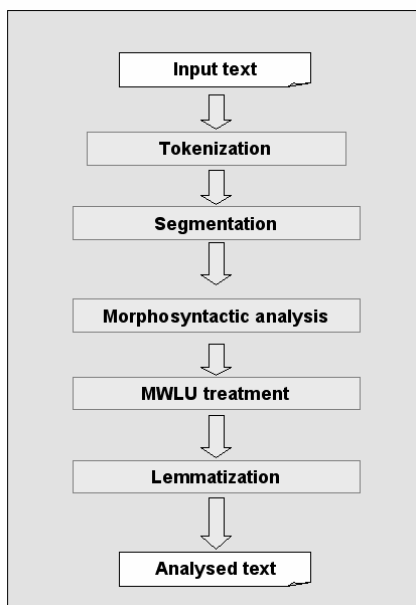 Input text
Tokenization
Segmentation
Morphosyntactic analysis
MWLU treatment
Lemmatization
Analysed text